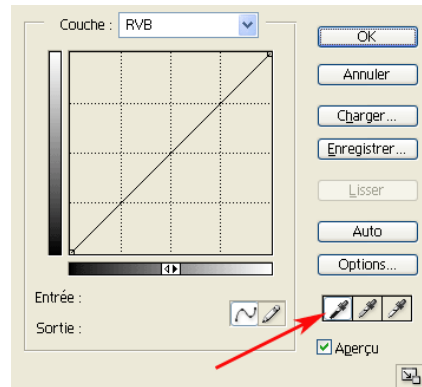 Couche : RVB
OK
Annuler
Charger...
Enregistrer...
Lisser
Auto
Options...
Entrée :
Sortie :
Aperçu